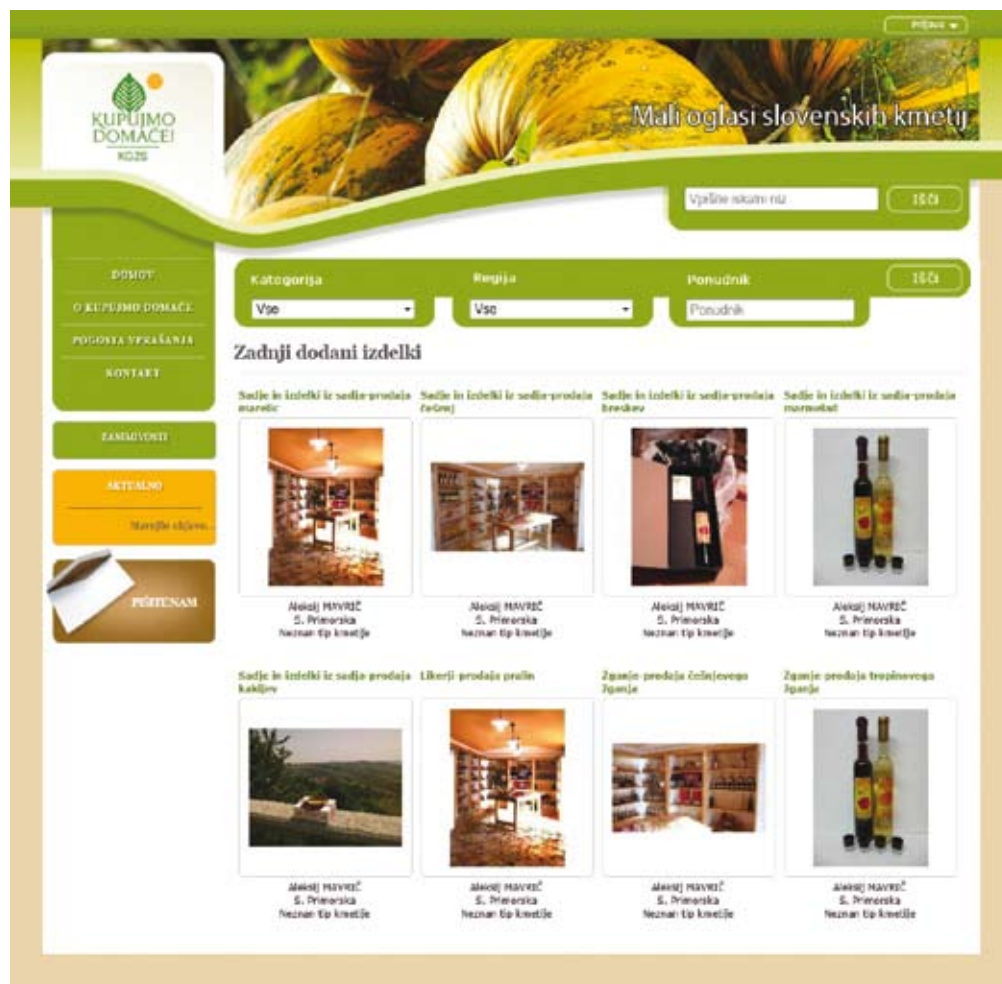 Prijava
KUPUJMO
DOMAČE!
KGZS
Mali oglasi slovenskih kmetij
Vpišite iskalni niz
IŠČI
DOMOV
O KUPUJMO DOMAČE
POGOSTA VPRAŠANJA
KONTAKT
ZANIMIVOSTI
AKTUALNO
Starejše objave...
PIŠITE NAM
Kategorija
Regija
Ponudnik
IŠČI
Vse
Vse
Ponudnik
Zadnji dodani izdelki
Sadje in izdelki iz sadja-prodaja
marelic
Sadje in izdelki iz sadja-prodaja
češenj
Sadje in izdelki iz sadja-prodaja
breskev
Sadje in izdelki iz sadja-prodaja
marmelad
Aleksij MAVRIČ
S. Primorska
Neznan tip kmetije
Aleksij MAVRIČ
S. Primorska
Neznan tip kmetije
Aleksij MAVRIČ
S. Primorska
Neznan tip kmetije
Aleksij MAVRIČ
S. Primorska
Neznan tip kmetije
Sadje in izdelki iz sadja-prodaja
kakijev
Likerji-prodaja pralin
Žganje-prodaja češnjevega
žganja
Žganje-prodaja tropinovega
žganja
Aleksij MAVRIČ
S. Primorska
Neznan tip kmetije
Aleksij MAVRIČ
S. Primorska
Neznan tip kmetije
Aleksij MAVRIČ
S. Primorska
Neznan tip kmetije
Aleksij MAVRIČ
S. Primorska
Neznan tip kmetije